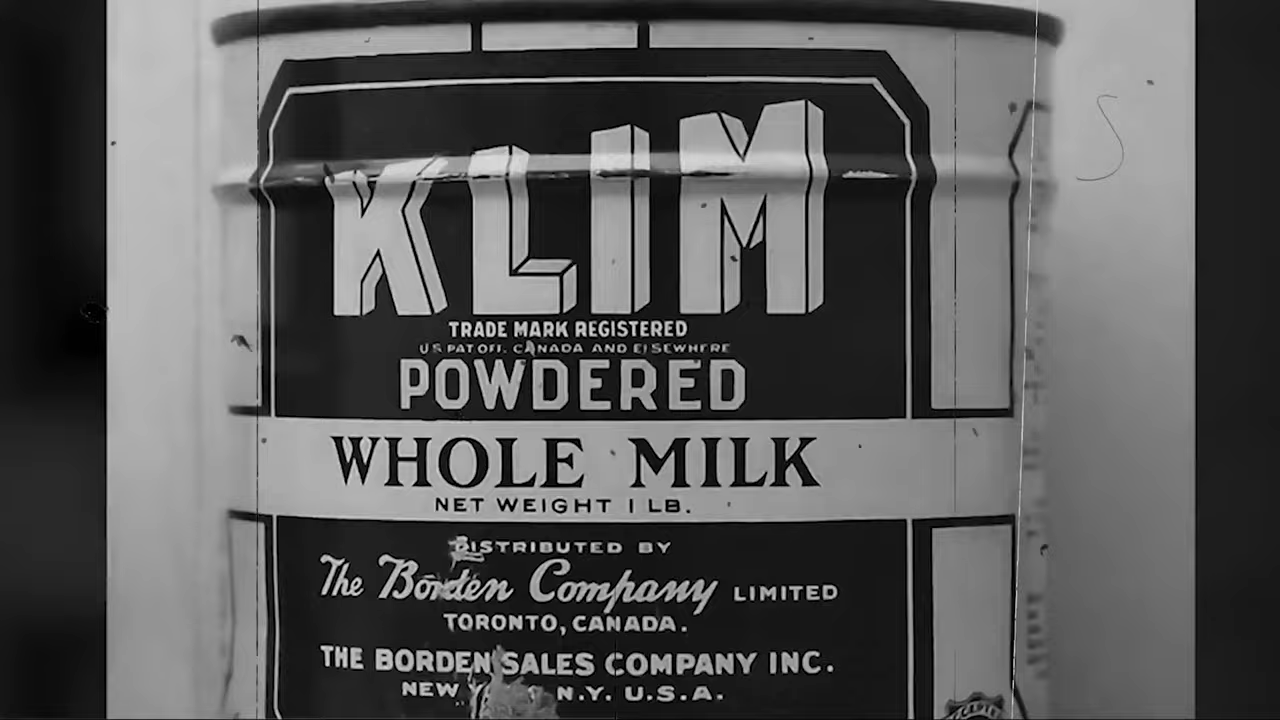 KLIM
TRADE MARK REGISTERED
U.S. PAT. OFF. CANADA AND ELSEWHERE
POWDERED
WHOLE MILK
NET WEIGHT 1 LB.
DISTRIBUTED BY
The Borden Company LIMITED
TORONTO, CANADA.
THE BORDEN SALES COMPANY INC.
NEW YORK N.Y. U.S.A.